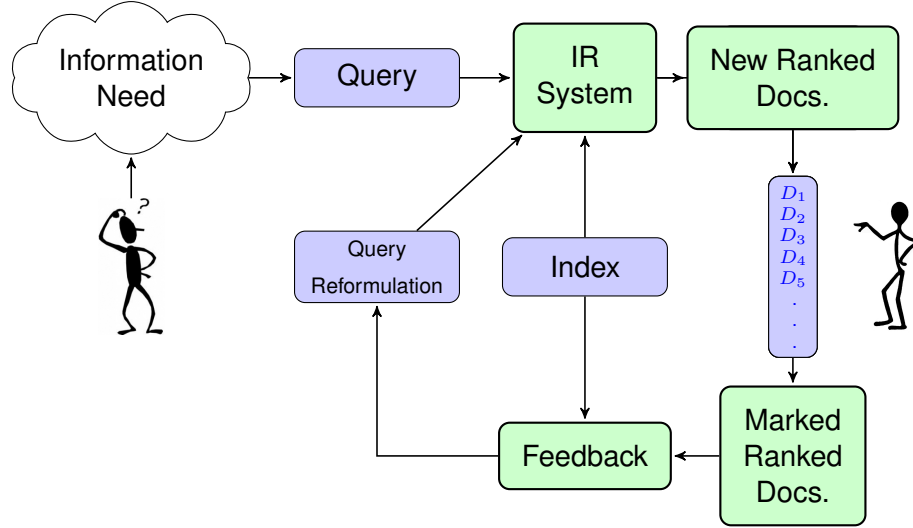 Information
Need
Query
IR
System
New Ranked
Docs.
?
D1
D2
D3
D4
D5
.
.
.
Query
Reformulation
Index
Feedback
Marked
Ranked
Docs.